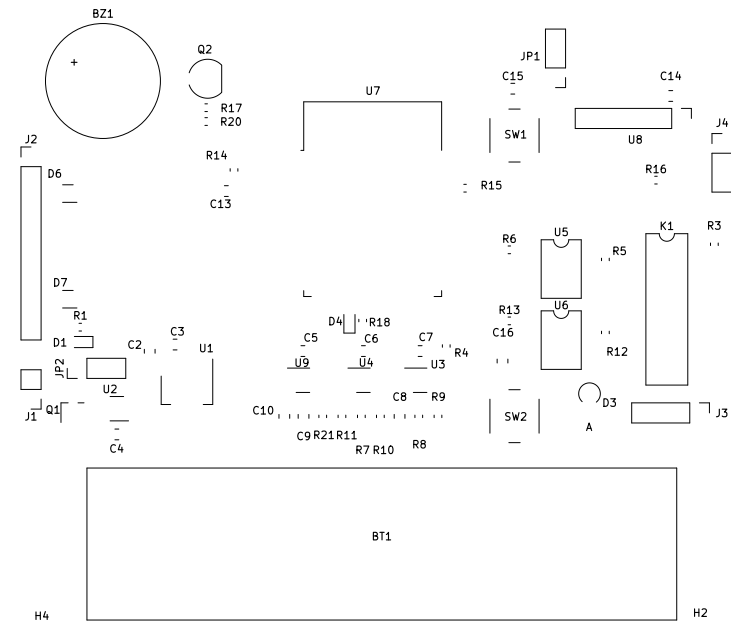 BZ1
+
Q2
JP1
C15
C14
U7
R17
R20
J4
J2
SW1
U8
R14
D6
R16
R15
C13
R3
K1
U5
R6
R5
D7
U6
R13
R1
D4
R18
C16
D1
C2
C3
U1
C5
C6
C7
R4
R12
JP2
U9
U4
U3
U2
C8
R9
D3
J1
Q1
C10
SW2
J3
A
C9
R21
R11
C4
R7
R10
R8
BT1
H4
H2